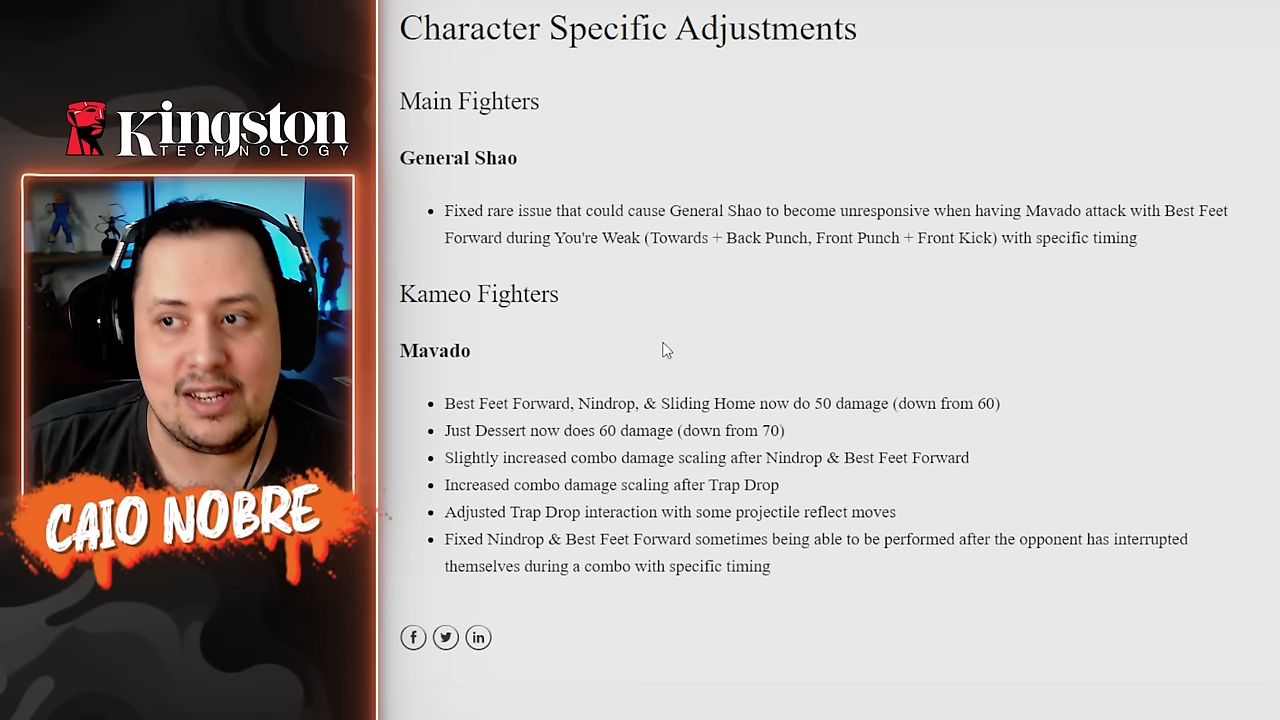 Kingston
TECHNOLOGY
CAIO NOBRE
Character Specific Adjustments
Main Fighters
General Shao
Fixed rare issue that could cause General Shao to become unresponsive when having Mavado attack with Best Feet
Forward during You're Weak (Towards + Back Punch, Front Punch + Front Kick) with specific timing
Kameo Fighters
Mavado
Best Feet Forward, Nindrop, & Sliding Home now do 50 damage (down from 60)
Just Dessert now does 60 damage (down from 70)
Slightly increased combo damage scaling after Nindrop & Best Feet Forward
Increased combo damage scaling after Trap Drop
Adjusted Trap Drop interaction with some projectile reflect moves
Fixed Nindrop & Best Feet Forward sometimes being able to be performed after the opponent has interrupted
themselves during a combo with specific timing
f
in